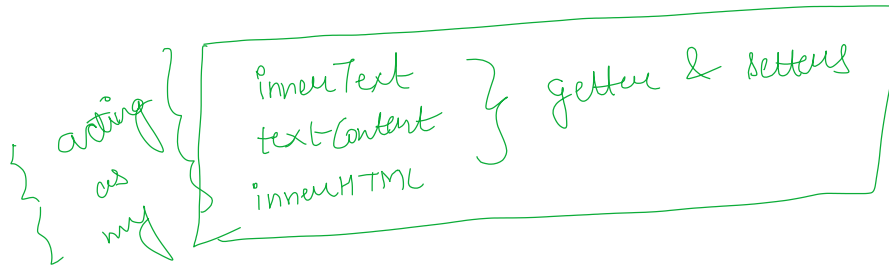 acting
as
my
innerText
textContent
innerHTML
getter & setters